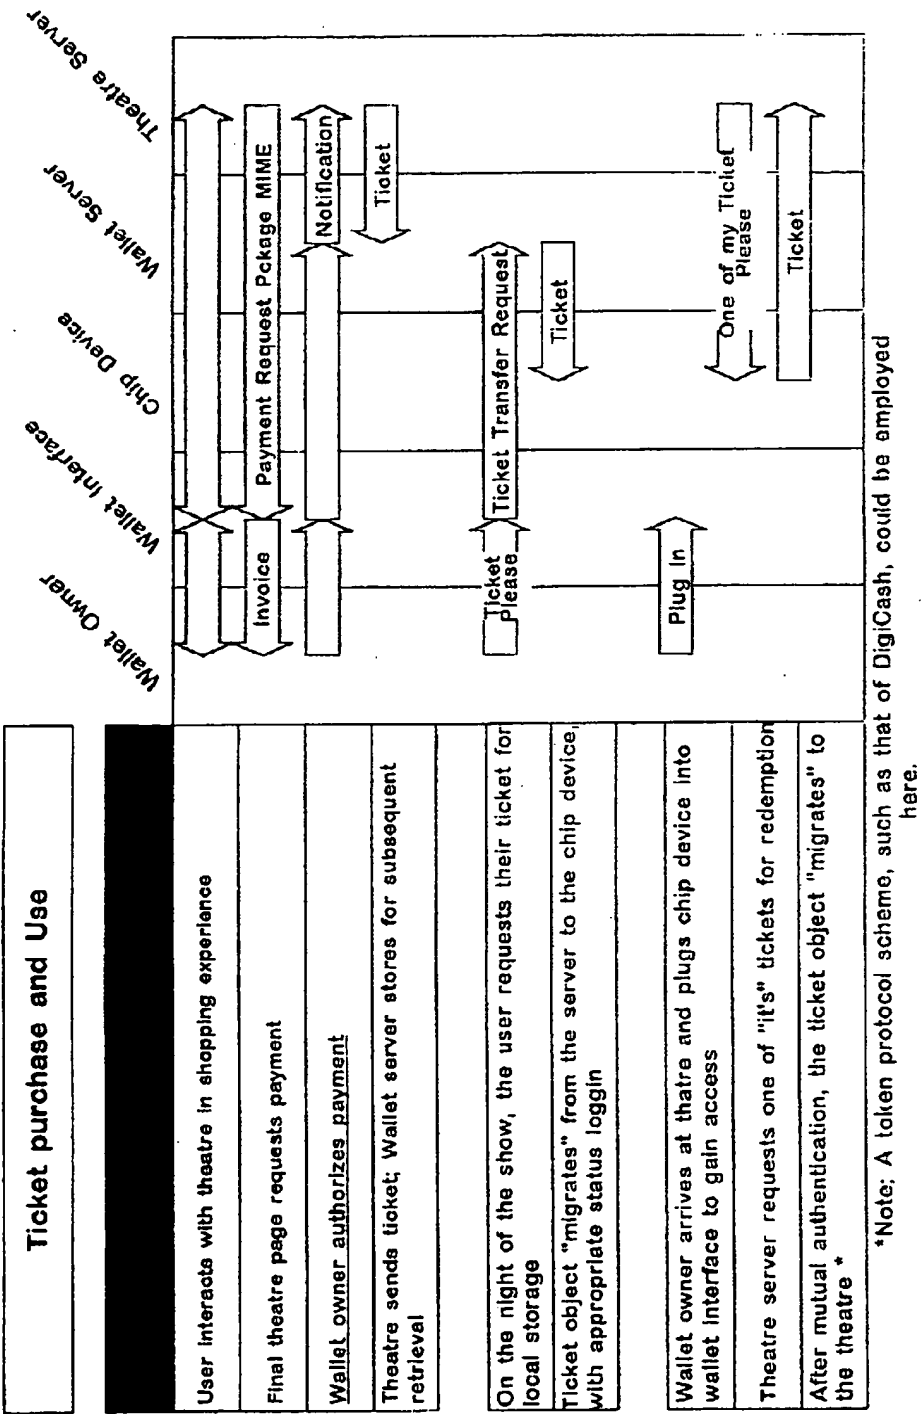 Ticket purchase and Use
Wallet Owner
Wallet Interface
Chip Device
Wallet Server
Theatre Server
User interacts with theatre in shopping experience
Final theatre page requests payment
Invoice
Payment Request Pckage MIME
Wallet owner authorizes payment
Notification
Theatre sends ticket; Wallet server stores for subsequent
retrieval
Ticket
On the night of the show, the user requests their ticket for
local storage
Ticket
Please
Ticket Transfer Request
Ticket object "migrates" from the server to the chip device,
with appropriate status loggin
Ticket
Wallet owner arrives at thatre and plugs chip device into
wallet interface to gain access
Plug In
Theatre server requests one of "it's" tickets for redemption
One of my Ticket
Please
After mutual authentication, the ticket object "migrates" to
the theatre *
Ticket
*Note; A token protocol scheme, such as that of DigiCash, could be employed
here.